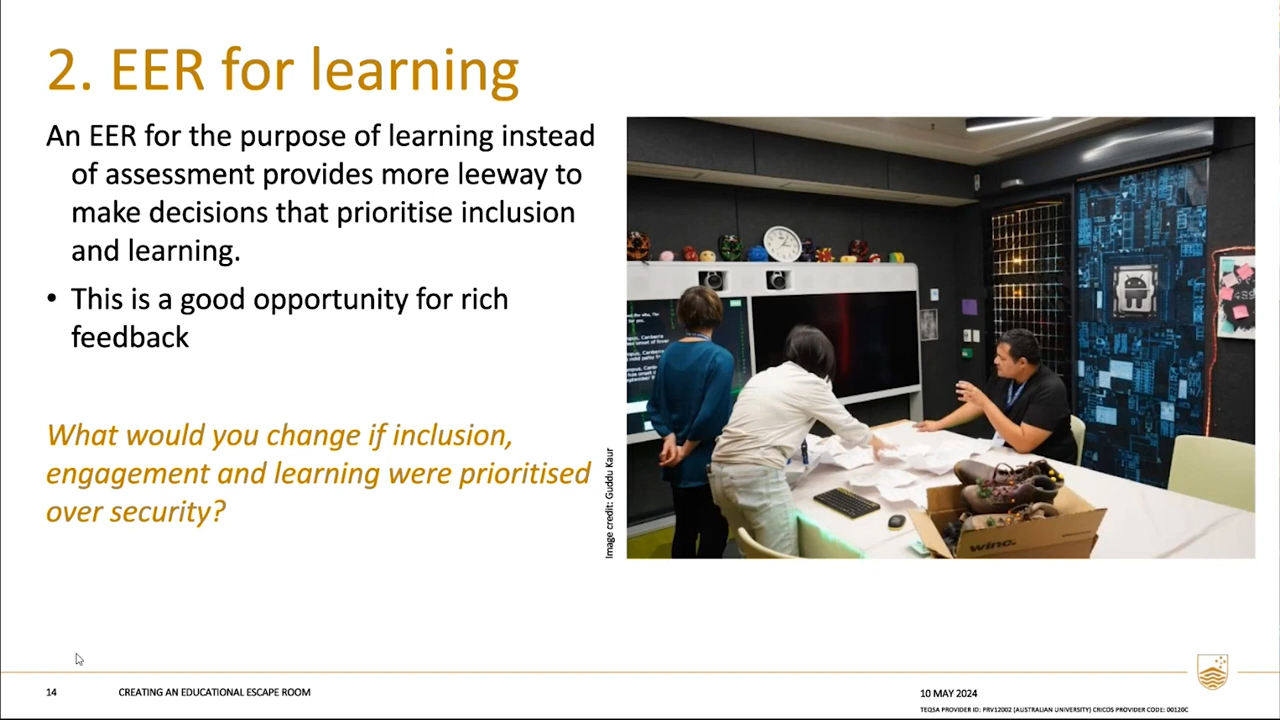 2. EER for learning
An EER for the purpose of learning instead
of assessment provides more leeway to
make decisions that prioritise inclusion
and learning.
• This is a good opportunity for rich
feedback
What would you change if inclusion,
engagement and learning were prioritised
over security?
Image credit: Guddu Kaur
winc.
14
CREATING AN EDUCATIONAL ESCAPE ROOM
10 MAY 2024
TEQSA PROVIDER ID: PRV12002 (AUSTRALIAN UNIVERSITY) CRICOS PROVIDER CODE: 00120C